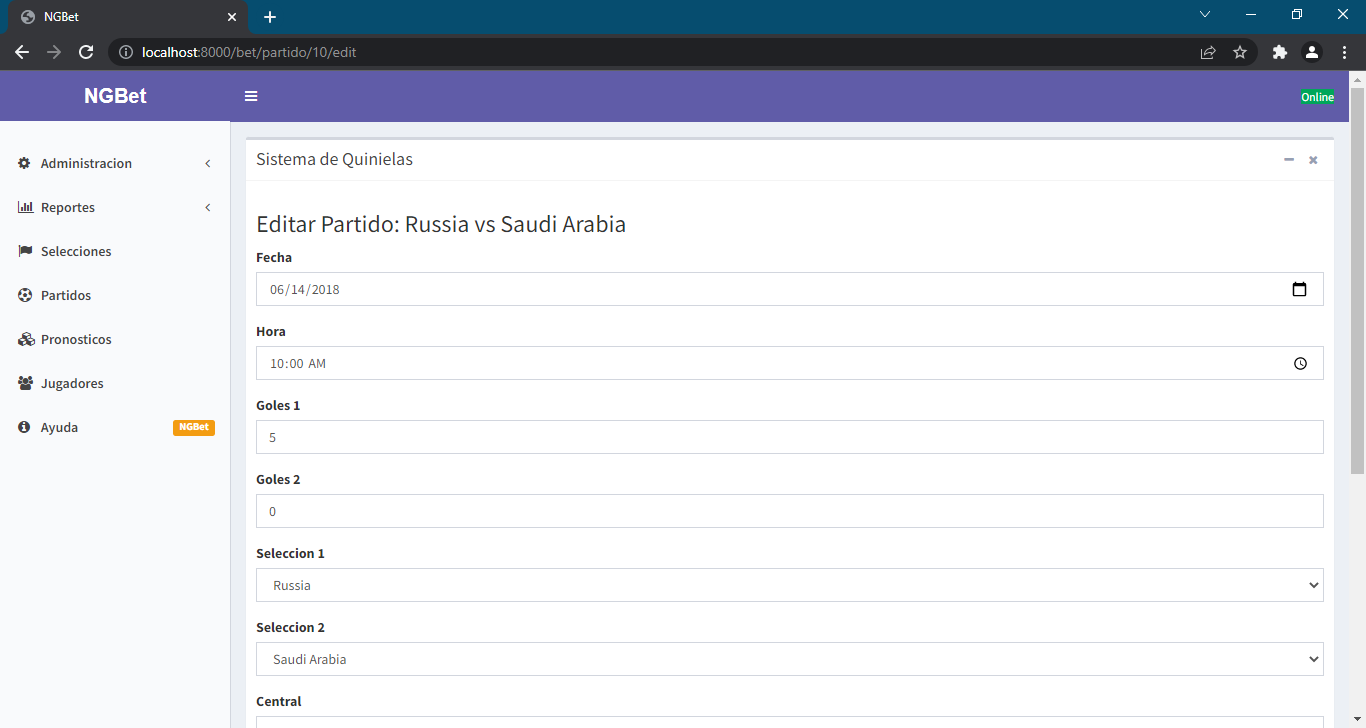 NGBet
localhost:8000/bet/partido/10/edit
NGBet
Online
Administracion
Reportes
Selecciones
Partidos
Pronosticos
Jugadores
Ayuda NGBet
Sistema de Quinielas
Editar Partido: Russia vs Saudi Arabia
Fecha
06/14/2018
Hora
10:00 AM
Goles 1
5
Goles 2
0
Seleccion 1
Russia
Seleccion 2
Saudi Arabia
Central